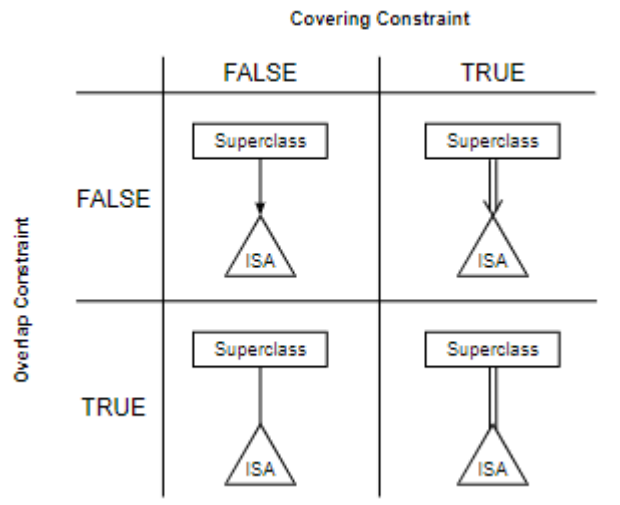 Covering Constraint
FALSE TRUE
Superclass Superclass
FALSE
ISA ISA
Overlap Constraint
Superclass Superclass
TRUE
ISA ISA